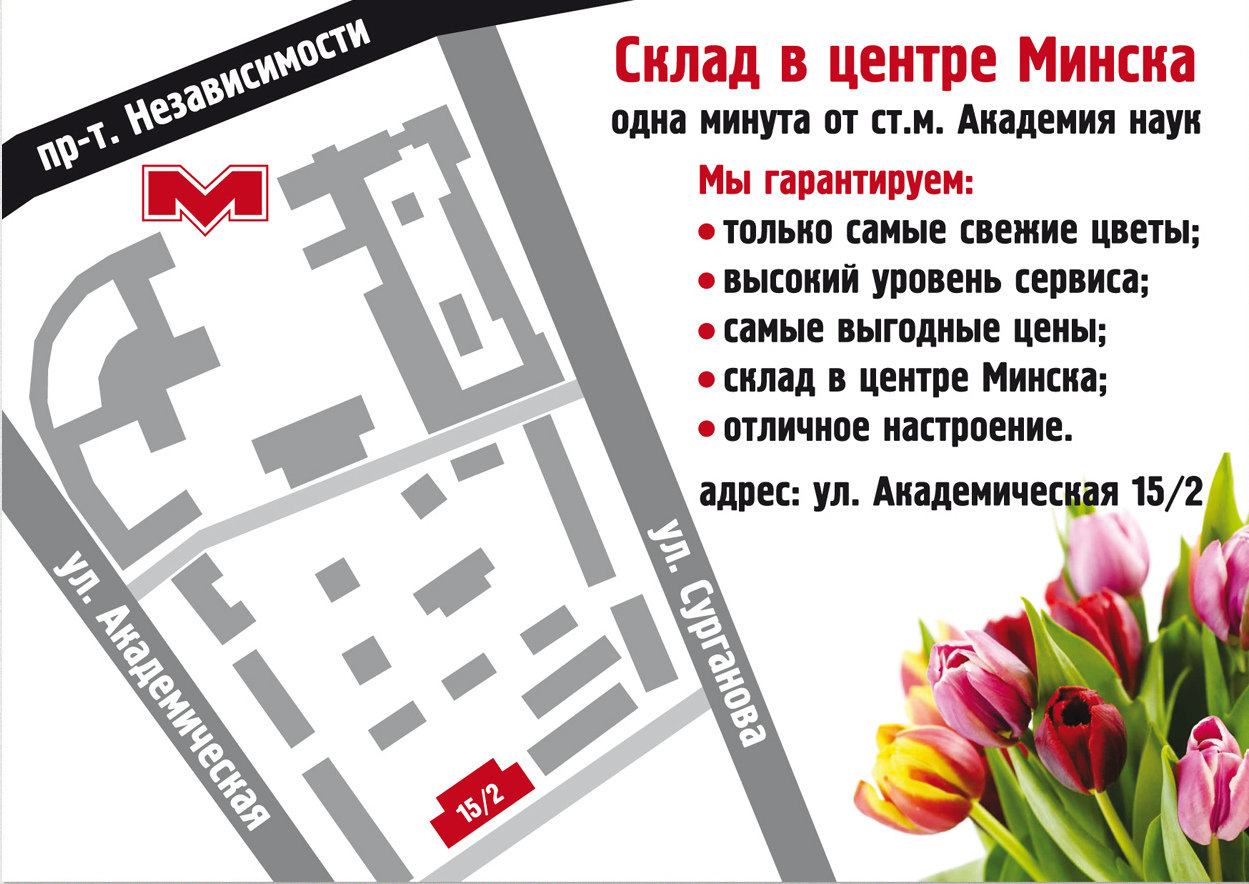 Склад в центре Минска
одна минута от ст.м. Академия наук
Мы гарантируем:
• только самые свежие цветы;
• высокий уровень сервиса;
• самые выгодные цены;
• склад в центре Минска;
• отличное настроение.
адрес: ул. Академическая 15/2
пр-т. Независимости
М
ул. Академическая
ул. Сурганова
15/2